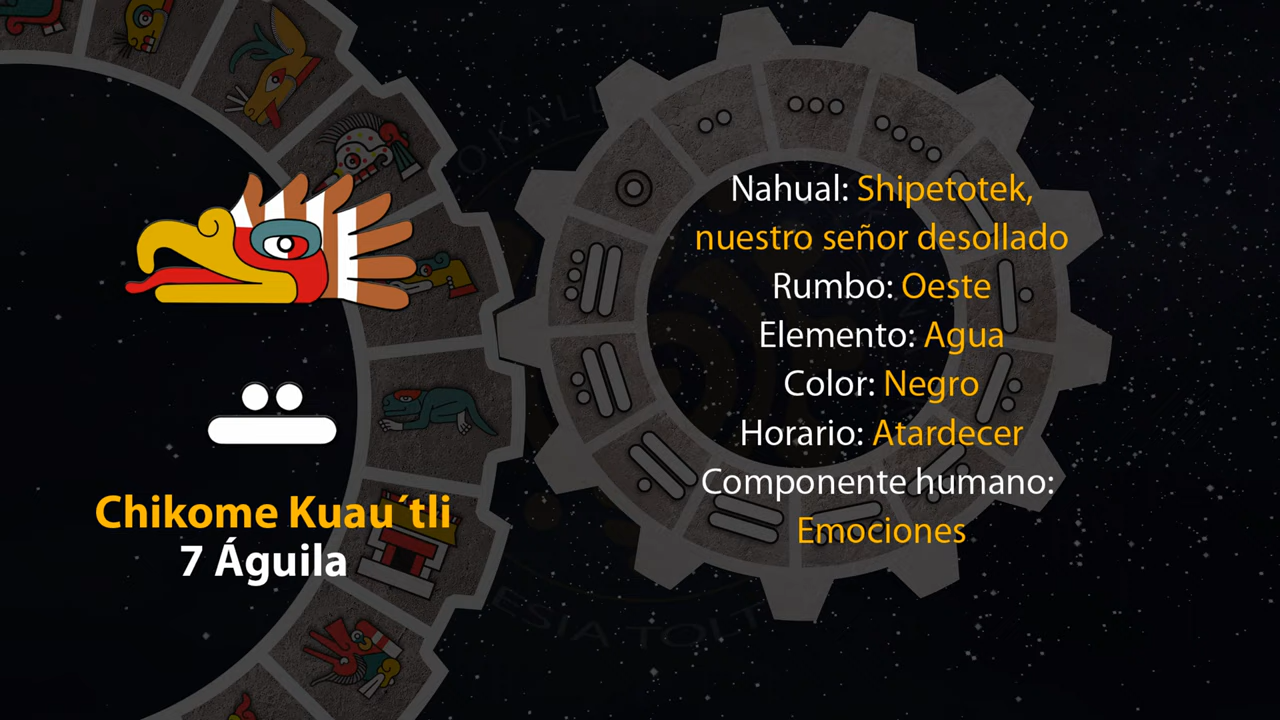 Nahual: Shipetotek,
nuestro señor desollado
Rumbo: Oeste
Elemento: Agua
Color: Negro
Horario: Atardecer
Componente humano:
Emociones
Chikome Kuau´tli
7 Águila